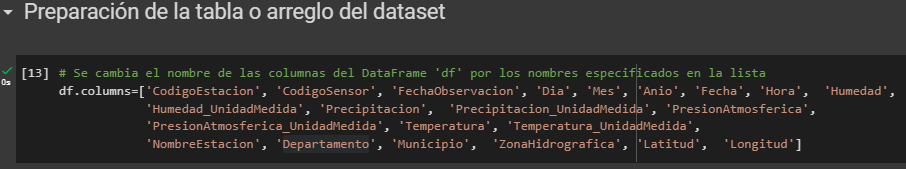 Preparación de la tabla o arreglo del dataset
[13] # Se cambia el nombre de las columnas del DataFrame 'df' por los nombres especificados en la lista
0s df.columns=['CodigoEstacion', 'CodigoSensor', 'FechaObservacion', 'Dia', 'Mes', 'Anio', 'Fecha', 'Hora',  'Humedad',
'Humedad_UnidadMedida', 'Precipitacion',  'Precipitacion_UnidadMedida', 'PresionAtmosferica',
'PresionAtmosferica_UnidadMedida', 'Temperatura', 'Temperatura_UnidadMedida',
'NombreEstacion', 'Departamento', 'Municipio',  'ZonaHidrografica', 'Latitud',  'Longitud']